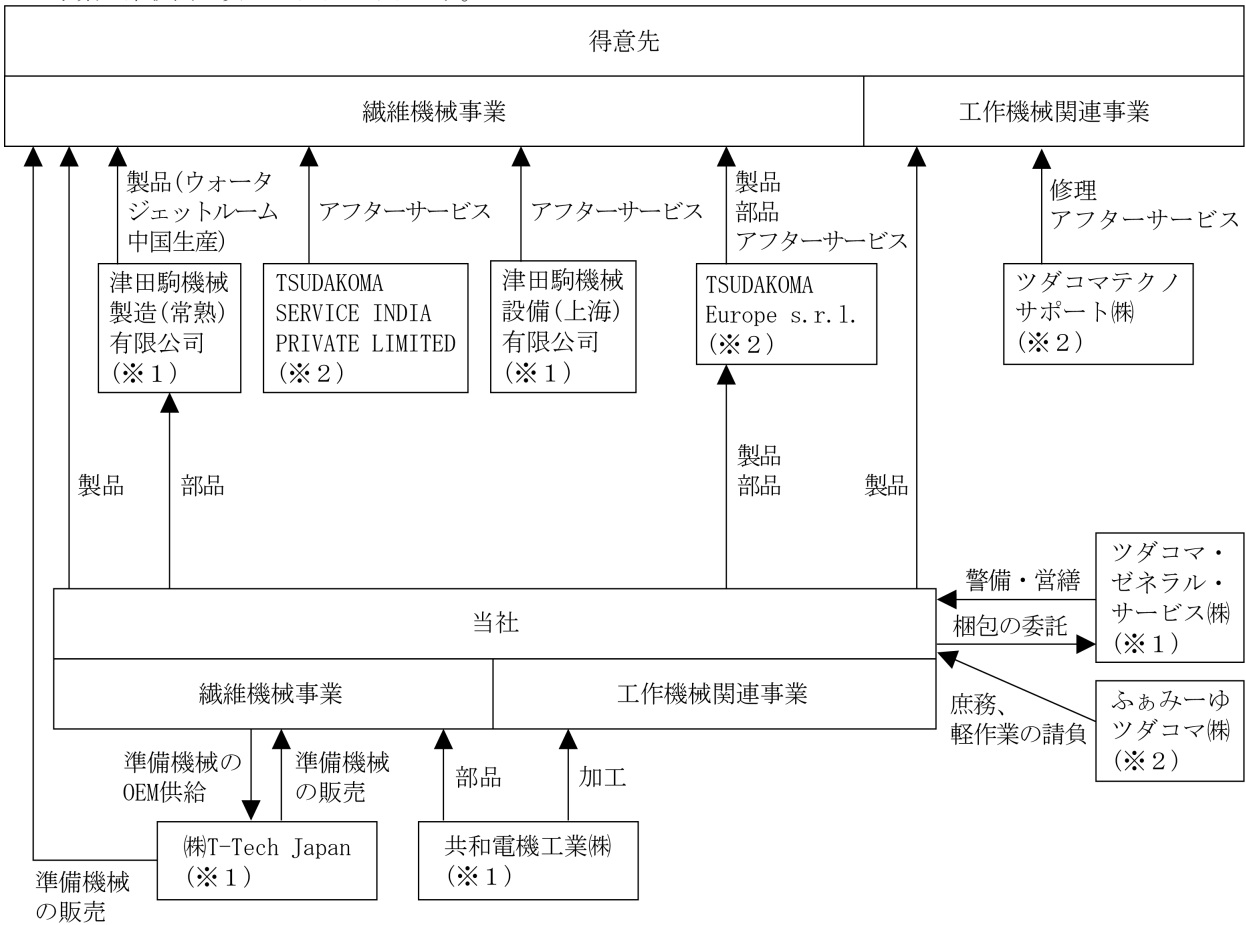 得意先
繊維機械事業
工作機械関連事業
製品(ウォータ
ジェットルーム
中国生産)
アフターサービス
アフターサービス
製品
部品
アフターサービス
修理
アフターサービス
津田駒機械
製造(常熟)
有限公司
(※1)
TSUDAKOMA
SERVICE INDIA
PRIVATE LIMITED
(※2)
津田駒機械
設備(上海)
有限公司
(※1)
TSUDAKOMA
Europe s.r.l.
(※2)
ツダコマテクノ
サポート㈱
(※2)
製品
部品
製品
部品
製品
当社
繊維機械事業
工作機械関連事業
警備・営繕
梱包の委託
ツダコマ・
ゼネラル・
サービス㈱
(※1)
庶務、
軽作業の請負
ふぁみーゆ
ツダコマ㈱
(※2)
準備機械の
OEM供給
準備機械
の販売
部品
加工
㈱T-Tech Japan
(※1)
共和電機工業㈱
(※1)
準備機械
の販売